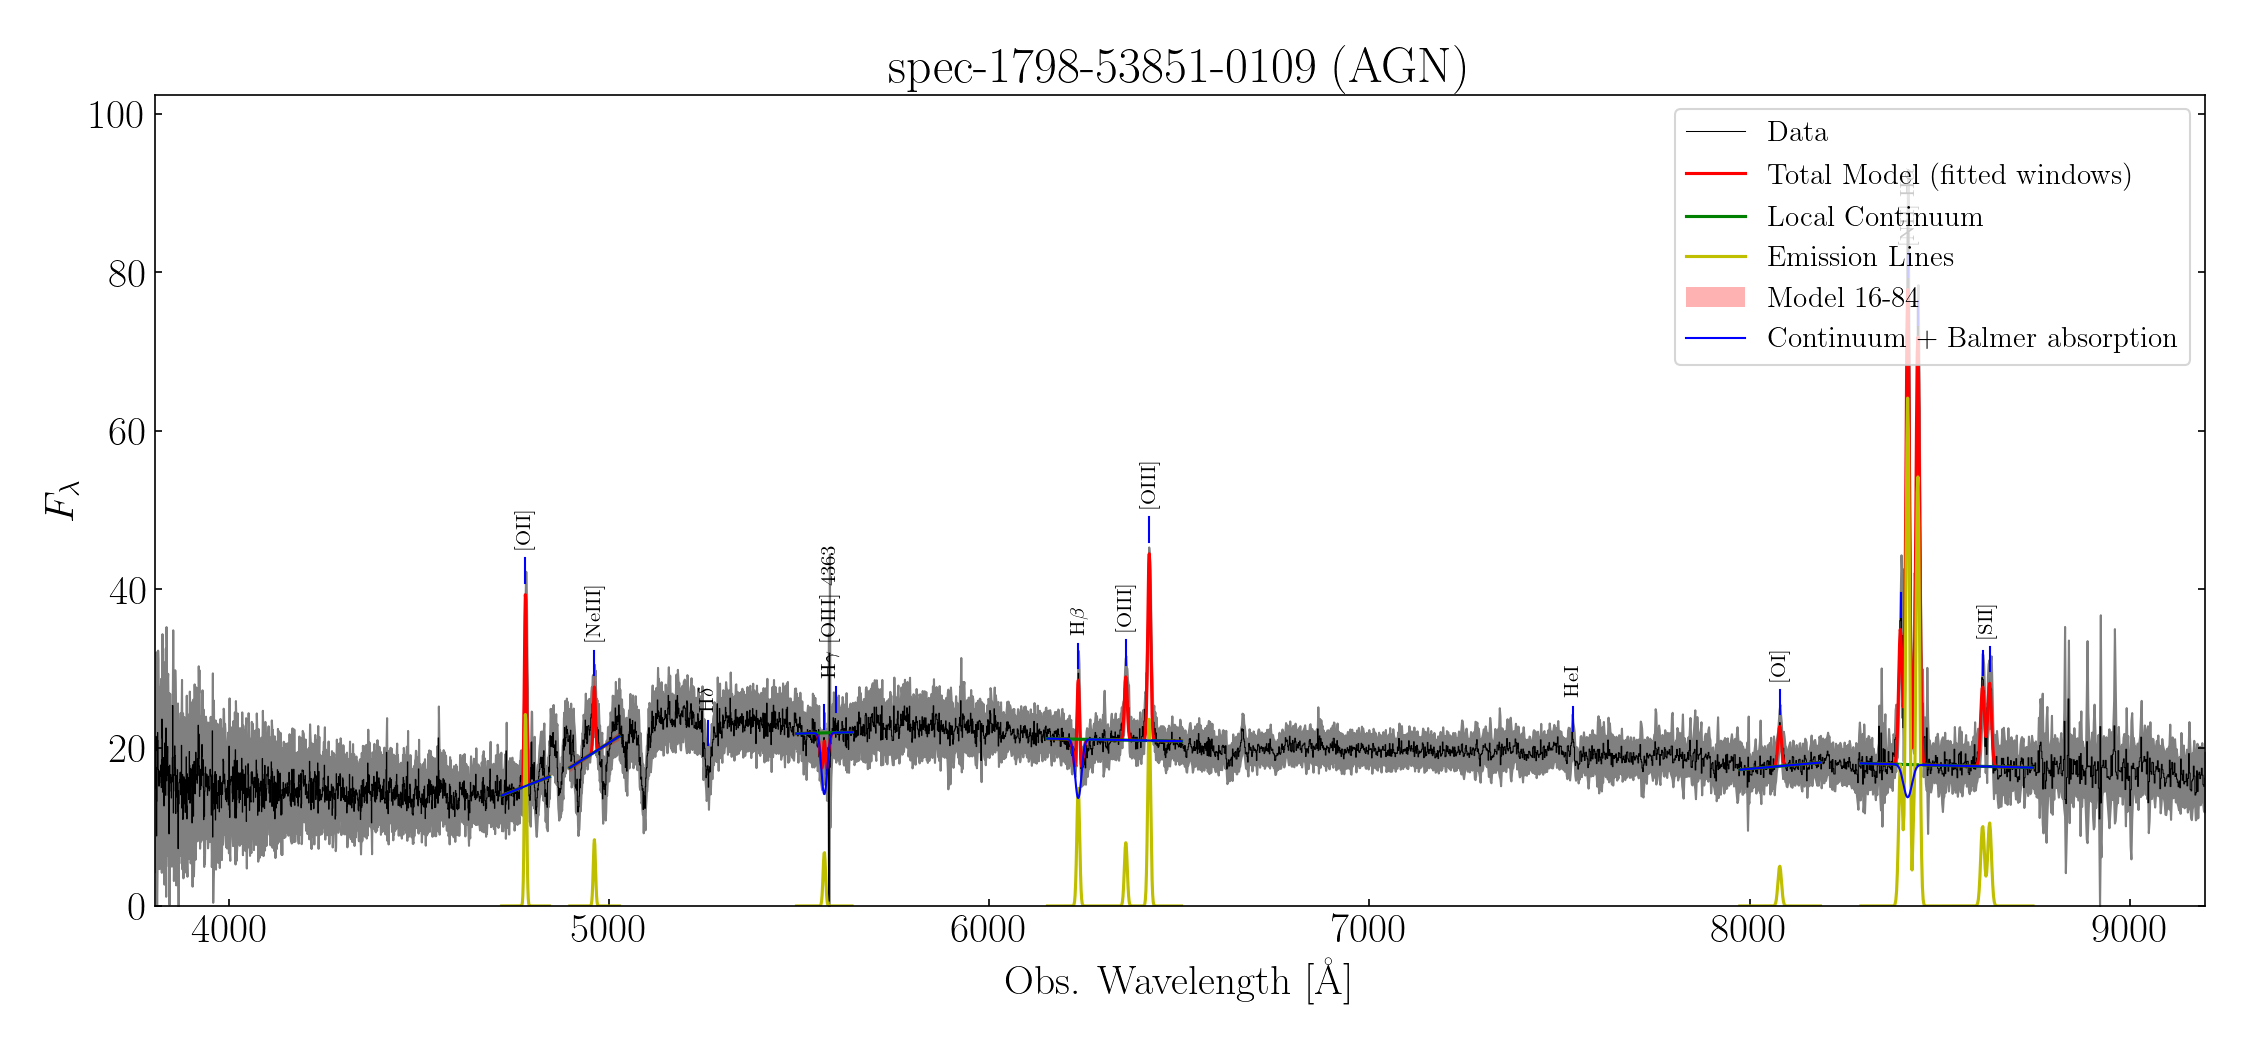 spec-1798-53851-0109 (AGN)
100
80
60
40
20
0
Fλ
Data
Total Model (fitted windows)
Local Continuum
Emission Lines
Model 16-84
Continuum + Balmer absorption
[OII]
[NeIII]
Hδ
Hγ
[OIII] 4363
Hβ
[OIII]
[OIII]
HeI
[OI]
[SII]
4000
5000
6000
7000
8000
9000
Obs. Wavelength [Å]